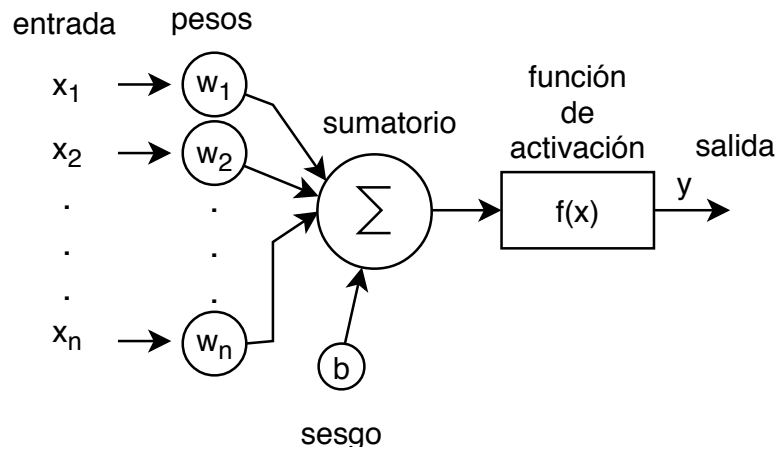 entrada
pesos
x1
w1
x2
w2
.
.
.
.
.
.
xn
wn
sumatorio
∑
b
sesgo
función
de
activación
f(x)
y
salida